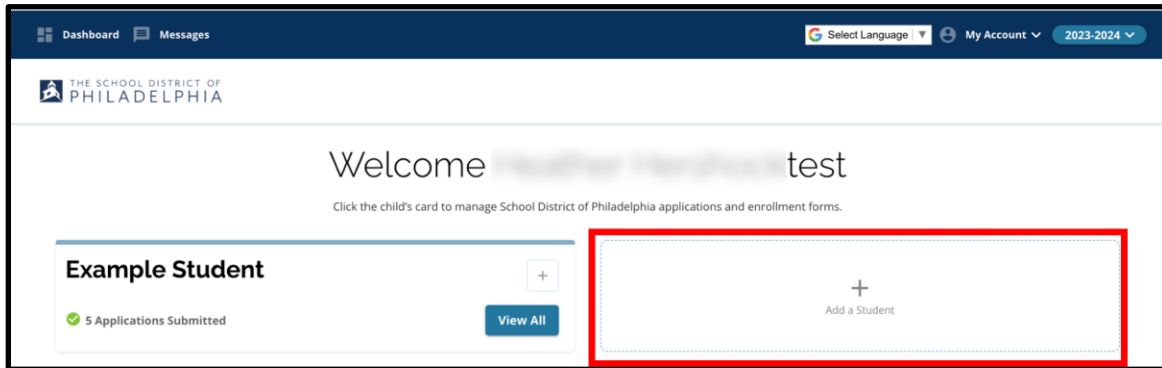 Dashboard Messages Select Language My Account 2023-2024
THE SCHOOL DISTRICT OF
PHILADELPHIA
Welcome test
Click the child's card to manage School District of Philadelphia applications and enrollment forms.
Example Student +
5 Applications Submitted View All
+
Add a Student